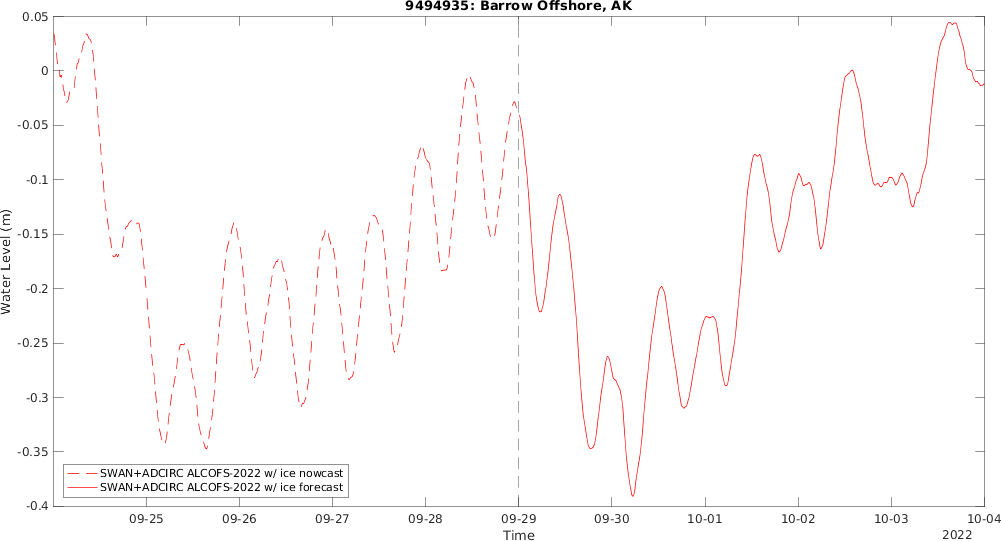 9494935: Barrow Offshore, AK
0.05
0
-0.05
-0.1
-0.15
-0.2
-0.25
-0.3
-0.35
-0.4
Water Level (m)
SWAN+ADCIRC ALCOFS-2022 w/ ice nowcast
SWAN+ADCIRC ALCOFS-2022 w/ ice forecast
09-25 09-26 09-27 09-28 09-29 09-30 10-01 10-02 10-03 10-04
Time
2022